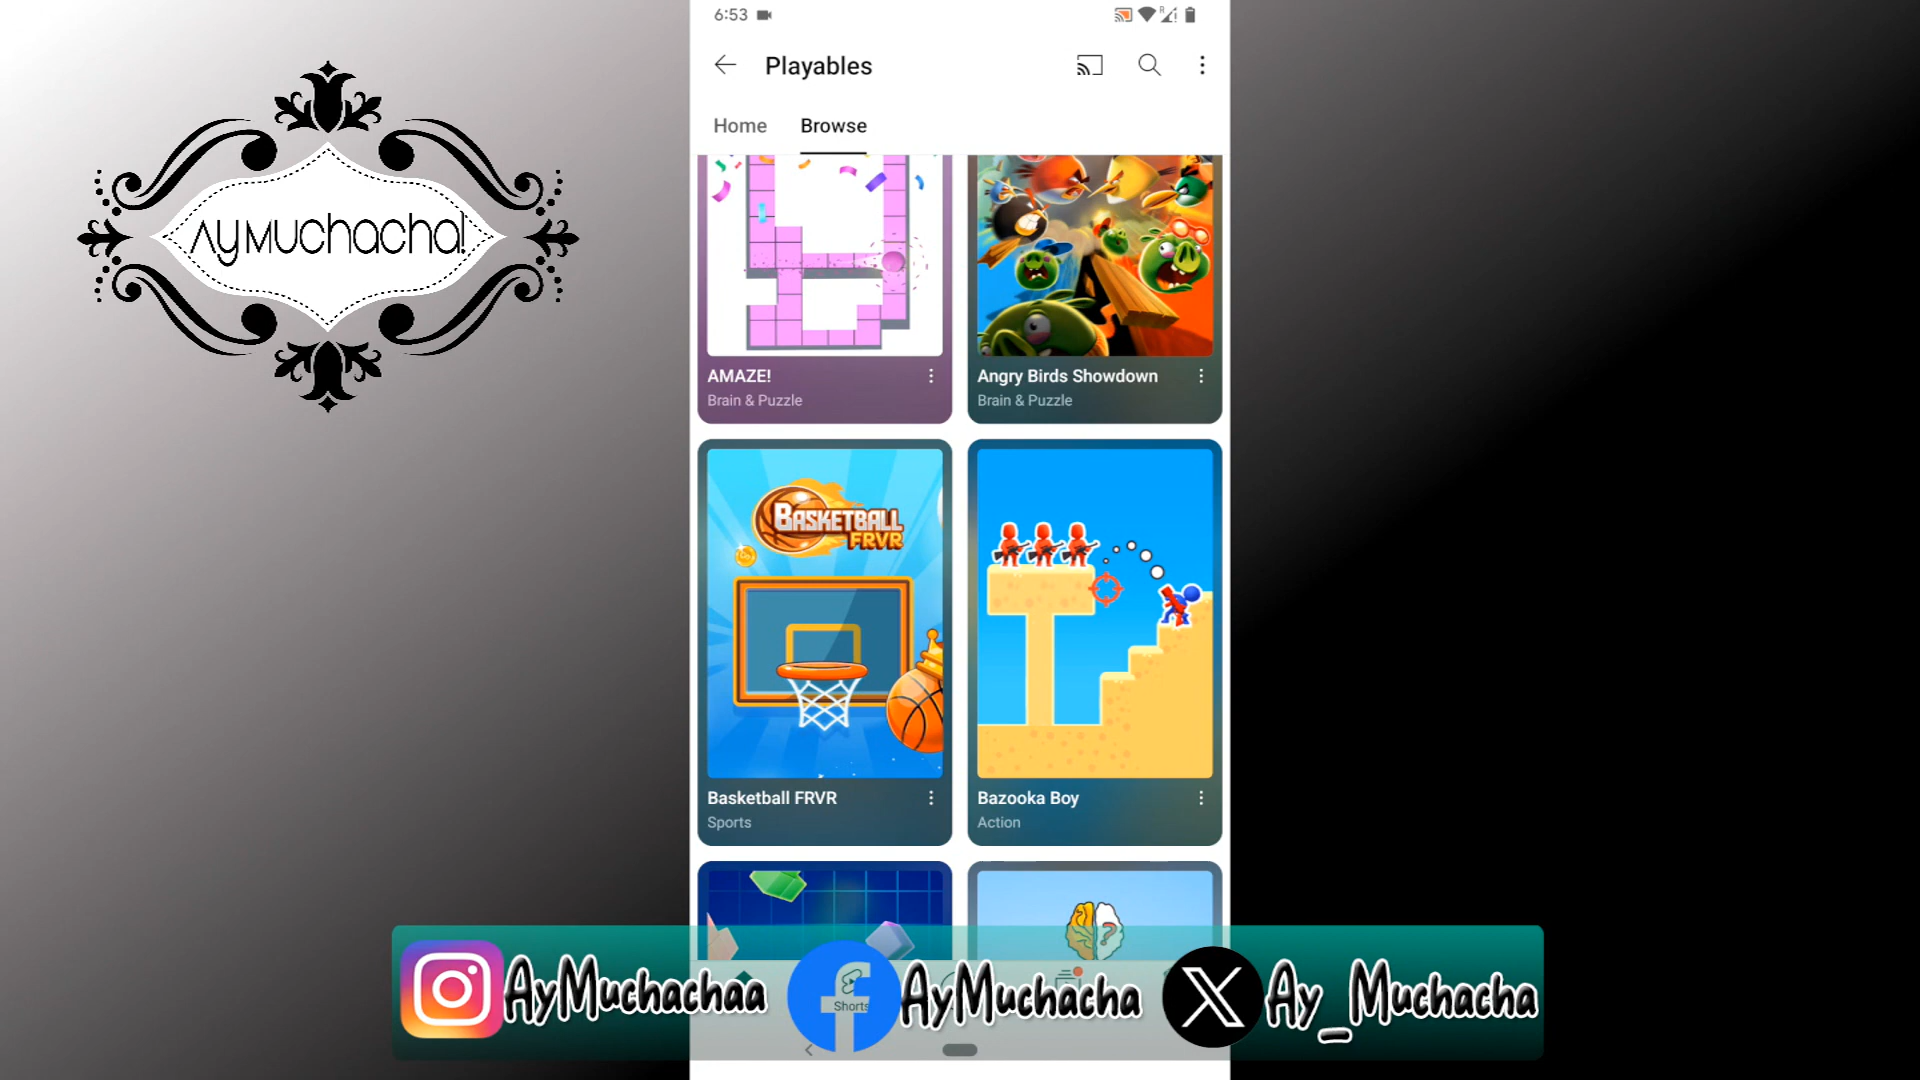 6:53
R
Playables
Home
Browse
AyMuchacha!
AMAZE!
Brain & Puzzle
Angry Birds Showdown
Brain & Puzzle
BASKETBALL
FRVR
Basketball FRVR
Sports
Bazooka Boy
Action
?
Shorts
AyMuchachaa
AyMuchacha
Ay_Muchacha